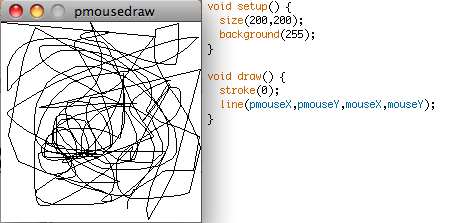 pmousedraw
void setup() {
  size(200,200);
  background(255);
}

void draw() {
  stroke(0);
  line(pmouseX,pmouseY,mouseX,mouseY);
}